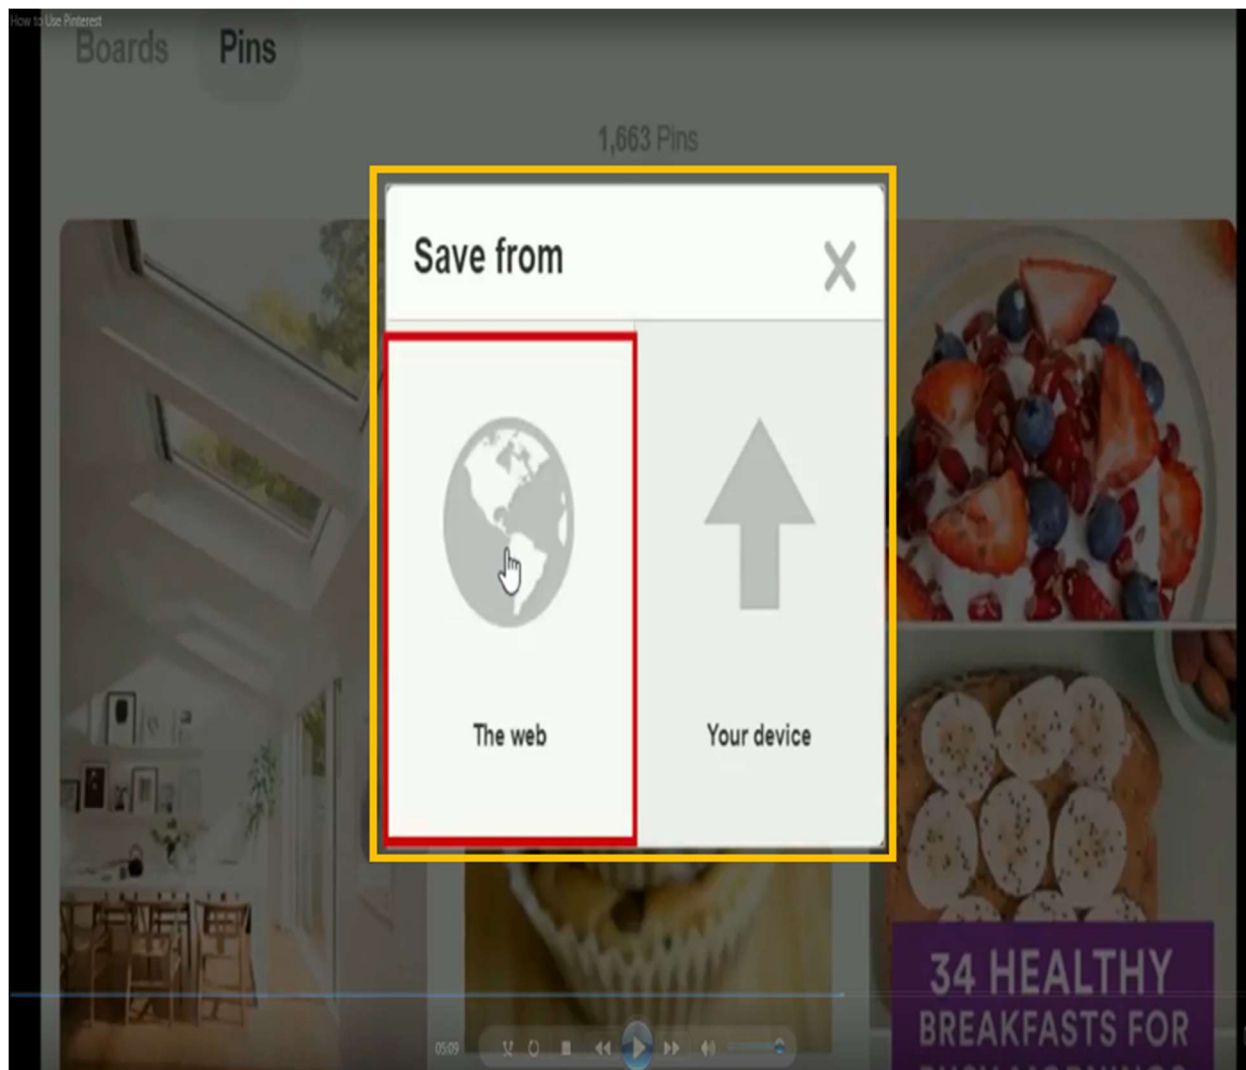 How to Use Pinterest
Boards Pins
1,663 Pins
Save from
The web
Your device
34 HEALTHY
BREAKFASTS FOR
05:09